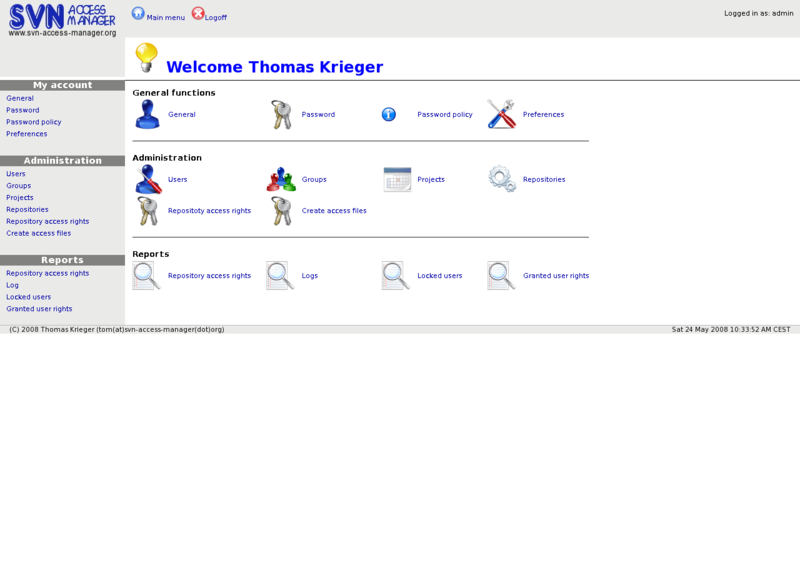 SVN ACCESS MANAGER
www.svn-access-manager.org
Main menu Logoff
Logged in as: admin
Welcome Thomas Krieger
My account
General
Password
Password policy
Preferences
Administration
Users
Groups
Projects
Repositories
Repository access rights
Create access files
Reports
Repository access rights
Log
Locked users
Granted user rights
General functions
General Password Password policy Preferences
Administration
Users Groups Projects Repositories
Repositoty access rights Create access files
Reports
Repository access rights Logs Locked users Granted user rights
(C) 2008 Thomas Krieger (tom(at)svn-access-manager(dot)org)
Sat 24 May 2008 10:33:52 AM CEST